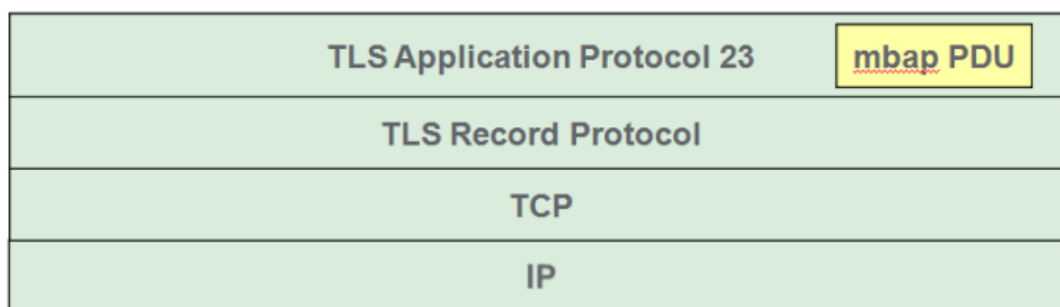 TLS Application Protocol 23 mbap PDU
TLS Record Protocol
TCP
IP